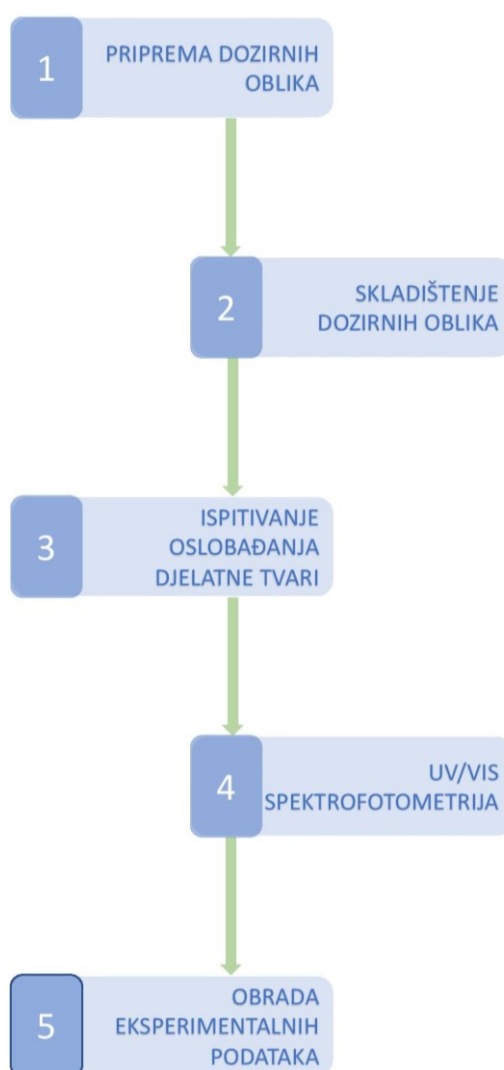 1
PRIPREMA DOZIRNIH
OBLIKA
2
SKLADIŠTENJE
DOZIRNIH OBLIKA
3
ISPITIVANJE
OSLOBAĐANJA
DJELATNE TVARI
4
UV/VIS
SPEKTROFOTOMETRIJA
5
OBRADA
EKSPERIMENTALNIH
PODATAKA